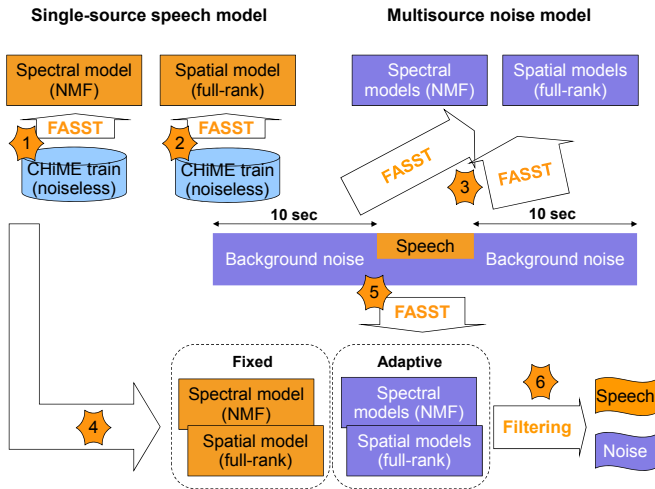 Single-source speech model
Multisource noise model
Spectral model
(NMF)
Spatial model
(full-rank)
Spectral
models (NMF)
Spatial models
(full-rank)
FASST
FASST
1
2
CHiME train
(noiseless)
CHiME train
(noiseless)
FASST
FASST
3
10 sec
10 sec
Background noise
Speech
Background noise
5
FASST
Fixed
Adaptive
Spectral model
(NMF)
Spatial model
(full-rank)
Spectral
models (NMF)
Spatial models
(full-rank)
4
6
Filtering
Speech
Noise